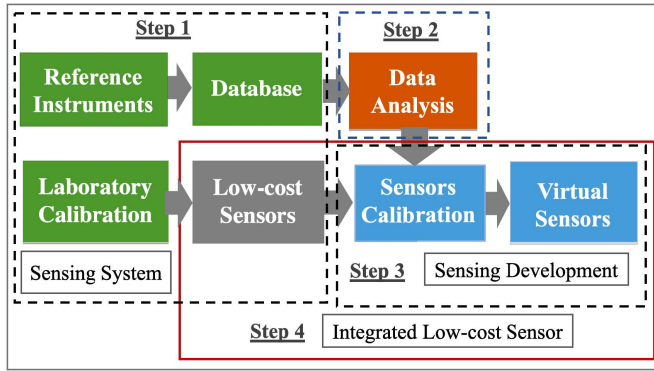 Step 1
Step 2
Reference
Instruments
Database
Data
Analysis
Laboratory
Calibration
Low-cost
Sensors
Sensors
Calibration
Virtual
Sensors
Sensing System
Step 3
Sensing Development
Step 4
Integrated Low-cost Sensor